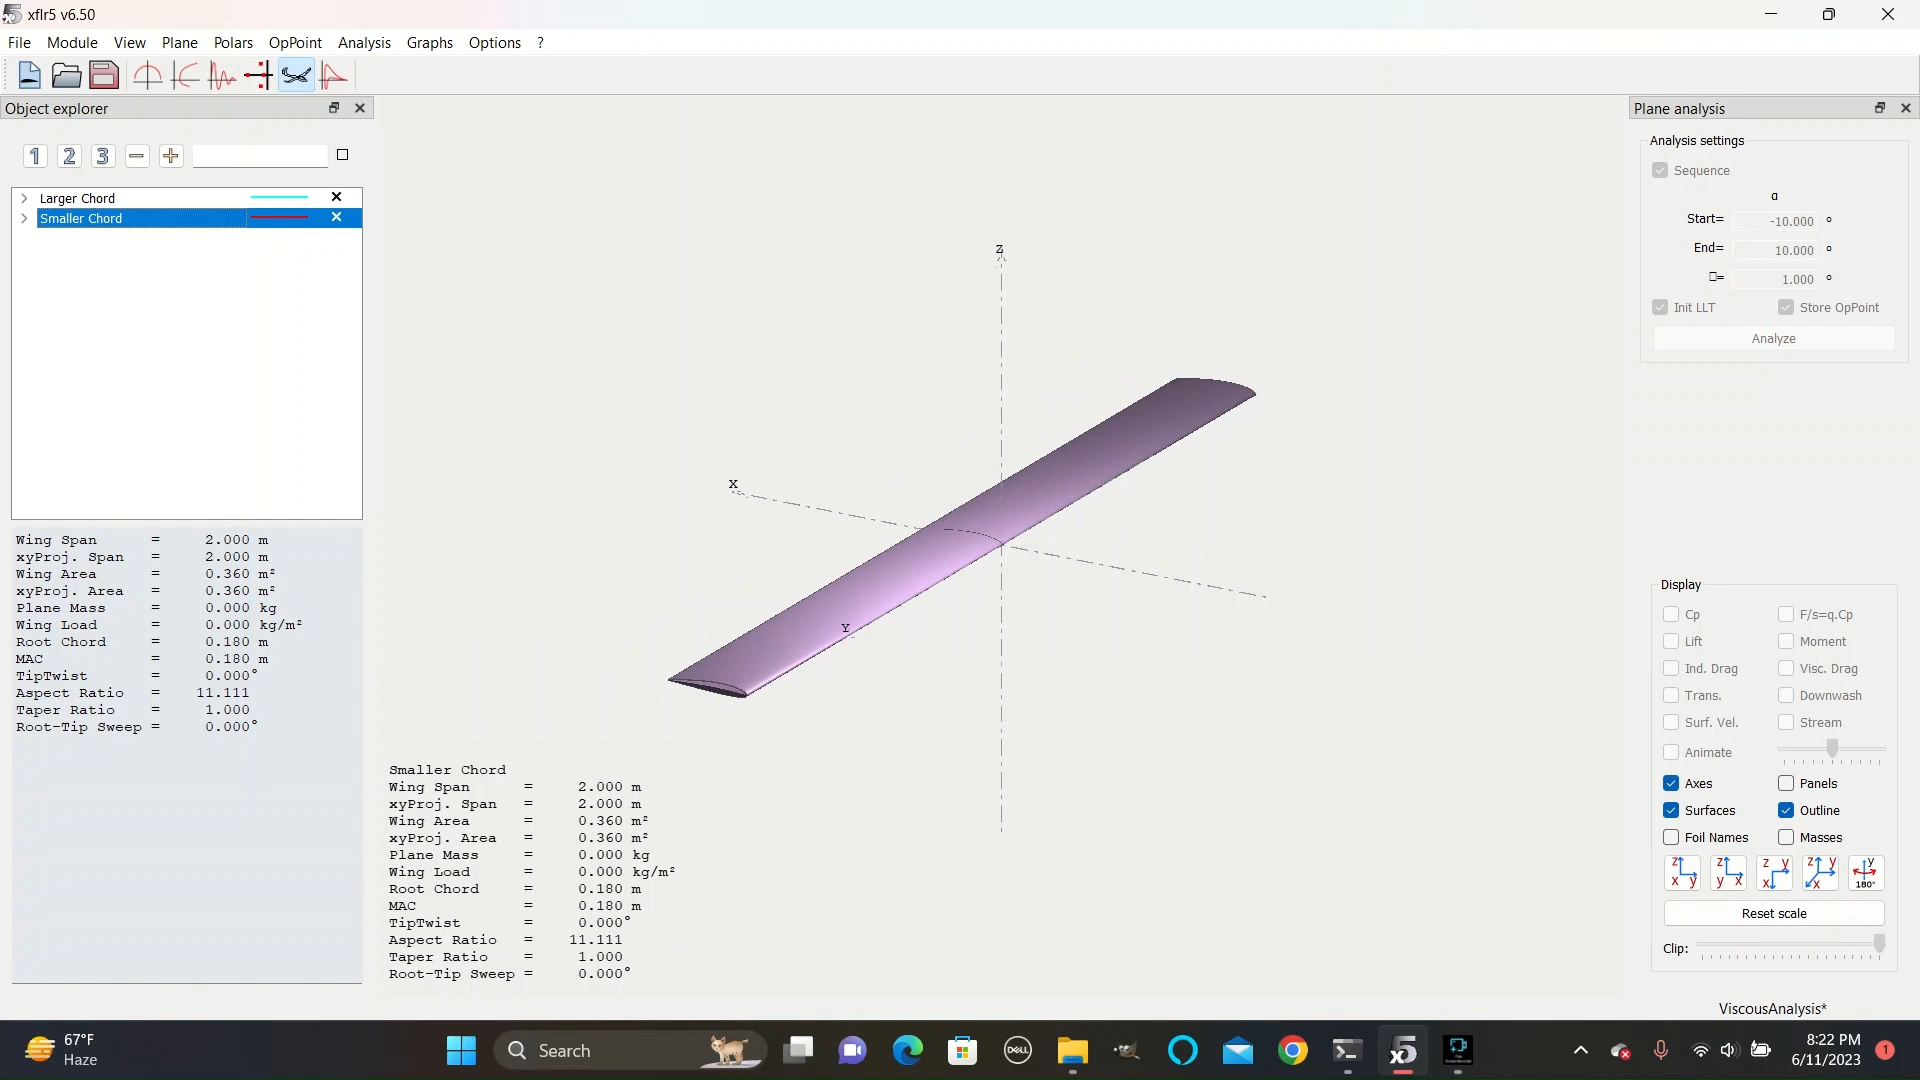 xflr5 v6.50
File Module View Plane Polars OpPoint Analysis Graphs Options ?
Object explorer
1 2 3
Larger Chord
Smaller Chord
Wing Span = 2.000 m
xyProj. Span = 2.000 m
Wing Area = 0.360 m²
xyProj. Area = 0.360 m²
Plane Mass = 0.000 kg
Wing Load = 0.000 kg/m²
Root Chord = 0.180 m
MAC = 0.180 m
TipTwist = 0.000°
Aspect Ratio = 11.111
Taper Ratio = 1.000
Root-Tip Sweep = 0.000°
Z
X
Y
Smaller Chord
Wing Span = 2.000 m
xyProj. Span = 2.000 m
Wing Area = 0.360 m²
xyProj. Area = 0.360 m²
Plane Mass = 0.000 kg
Wing Load = 0.000 kg/m²
Root Chord = 0.180 m
MAC = 0.180 m
TipTwist = 0.000°
Aspect Ratio = 11.111
Taper Ratio = 1.000
Root-Tip Sweep = 0.000°
Plane analysis
Analysis settings
Sequence
α
Start= -10.000 °
End= 10.000 °
□= 1.000 °
Init LLT Store OpPoint
Analyze
Display
Cp F/s=q.Cp
Lift Moment
Ind. Drag Visc. Drag
Trans. Downwash
Surf. Vel. Stream
Animate
Axes Panels
Surfaces Outline
Foil Names Masses
z x y z y x z y x z y x y 180°
Reset scale
Clip:
ViscousAnalysis*
67°F
Haze
Search
DELL
x5
8:22 PM
6/11/2023
1